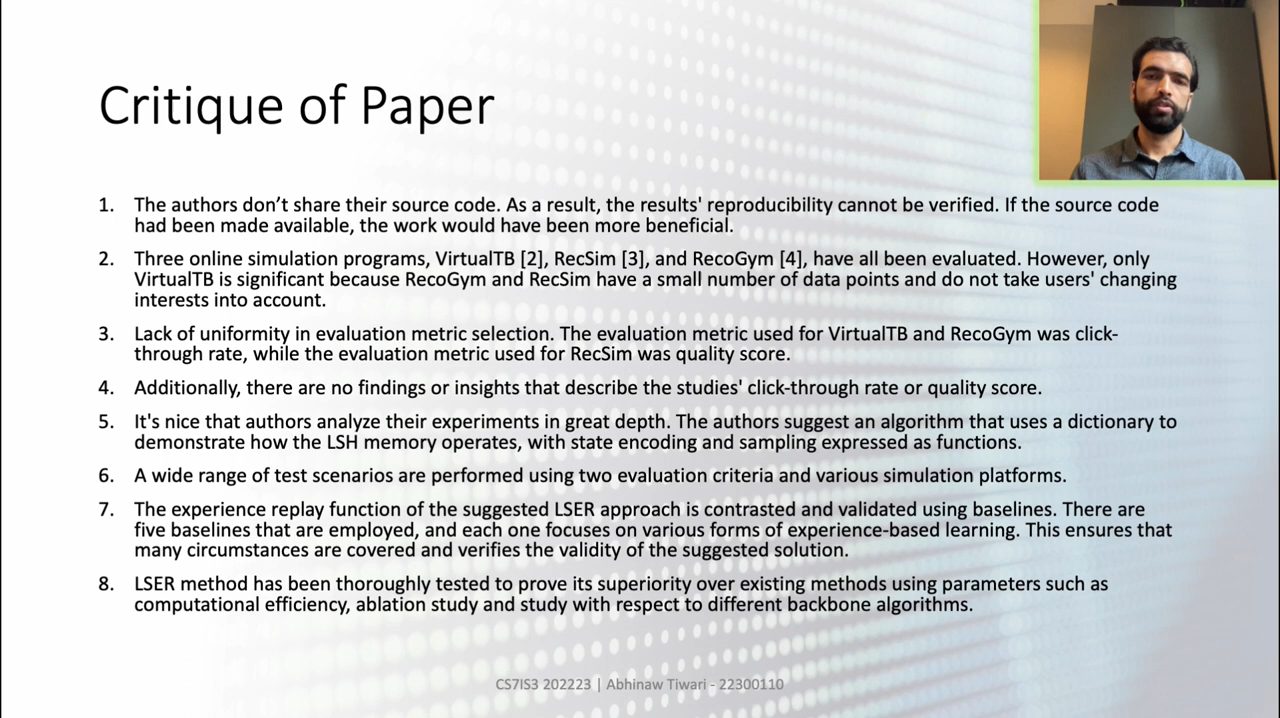 Critique of Paper
1. The authors don’t share their source code. As a result, the results' reproducibility cannot be verified. If the source code
had been made available, the work would have been more beneficial.
2. Three online simulation programs, VirtualTB [2], RecSim [3], and RecoGym [4], have all been evaluated. However, only
VirtualTB is significant because RecoGym and RecSim have a small number of data points and do not take users' changing
interests into account.
3. Lack of uniformity in evaluation metric selection. The evaluation metric used for VirtualTB and RecoGym was click-
through rate, while the evaluation metric used for RecSim was quality score.
4. Additionally, there are no findings or insights that describe the studies' click-through rate or quality score.
5. It's nice that authors analyze their experiments in great depth. The authors suggest an algorithm that uses a dictionary to
demonstrate how the LSH memory operates, with state encoding and sampling expressed as functions.
6. A wide range of test scenarios are performed using two evaluation criteria and various simulation platforms.
7. The experience replay function of the suggested LSER approach is contrasted and validated using baselines. There are
five baselines that are employed, and each one focuses on various forms of experience-based learning. This ensures that
many circumstances are covered and verifies the validity of the suggested solution.
8. LSER method has been thoroughly tested to prove its superiority over existing methods using parameters such as
computational efficiency, ablation study and study with respect to different backbone algorithms.
CS7IS3 202223 | Abhinaw Tiwari - 22300110